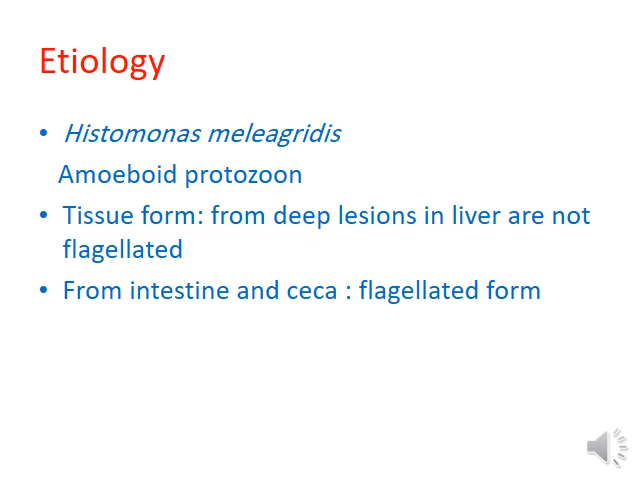 Etiology
• Histomonas meleagridis
Amoeboid protozoon
• Tissue form: from deep lesions in liver are not
flagellated
• From intestine and ceca : flagellated form